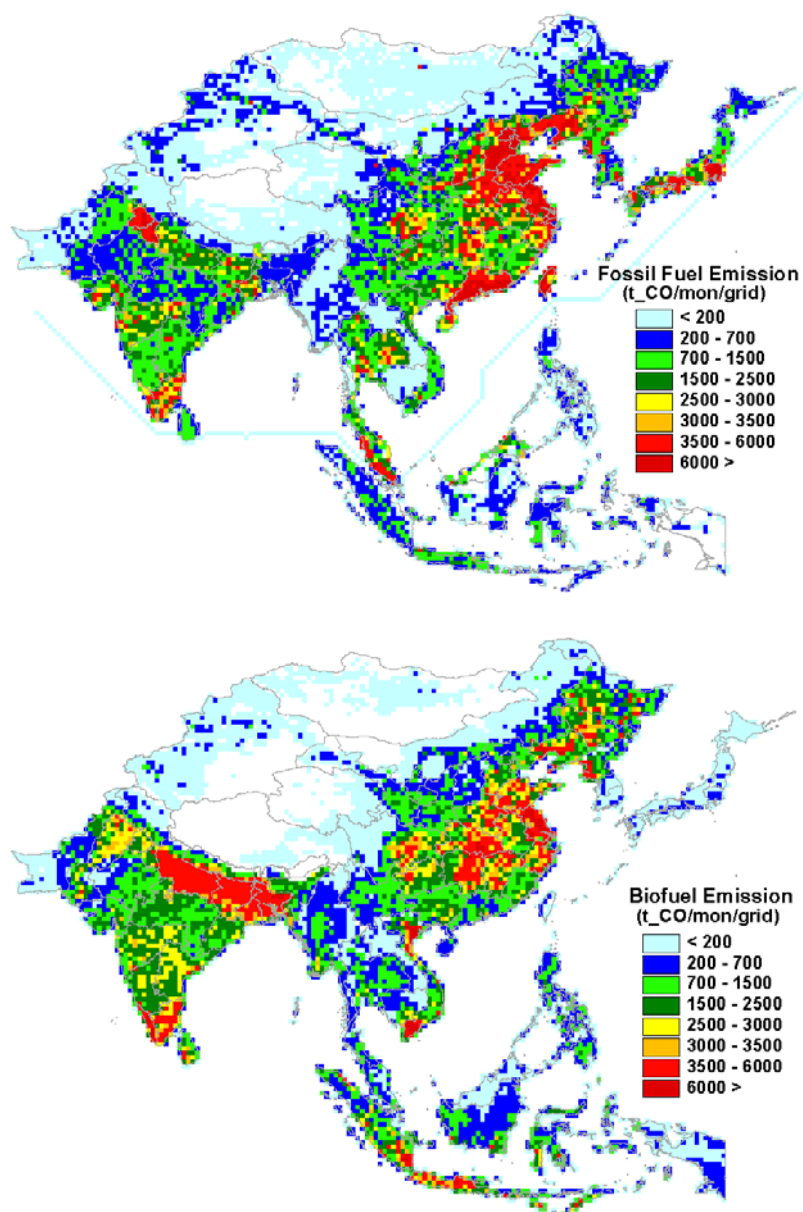 Fossil Fuel Emission
(t_CO/mon/grid)
< 200
200 - 700
700 - 1500
1500 - 2500
2500 - 3000
3000 - 3500
3500 - 6000
6000 >
Biofuel Emission
(t_CO/mon/grid)
< 200
200 - 700
700 - 1500
1500 - 2500
2500 - 3000
3000 - 3500
3500 - 6000
6000 >